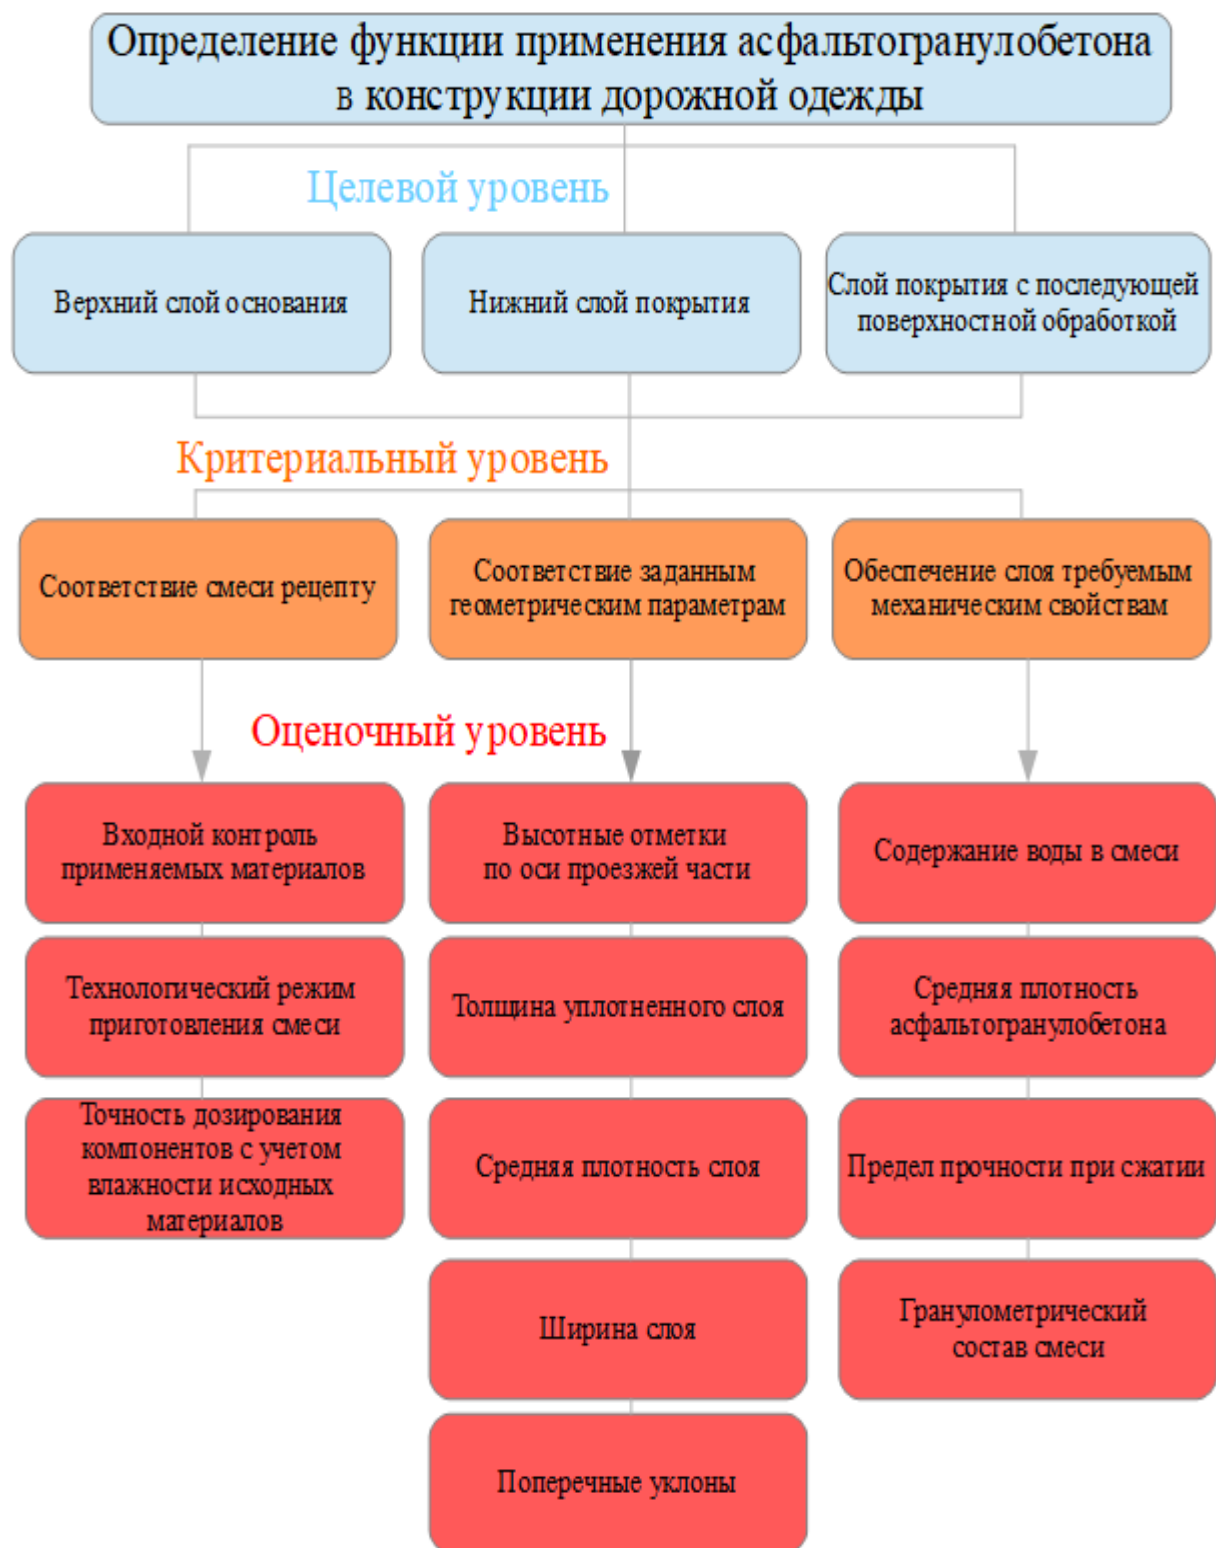 Определение функции применения асфальтогранулобетона
в конструкции дорожной одежды
Целевой уровень
Верхний слой основания
Нижний слой покрытия
Слой покрытия с последующей
поверхностной обработкой
Критериальный уровень
Соответствие смеси рецепту
Соответствие заданным
геометрическим параметрам
Обеспечение слоя требуемым
механическим свойствам
Оценочный уровень
Входной контроль
применяемых материалов
Высотные отметки
по оси проезжей части
Содержание воды в смеси
Технологический режим
приготовления смеси
Толщина уплотненного слоя
Средняя плотность
асфальтогранулобетона
Точность дозирования
компонентов с учетом
влажности исходных
материалов
Средняя плотность слоя
Предел прочности при сжатии
Ширина слоя
Гранулометрический
состав смеси
Поперечные уклоны